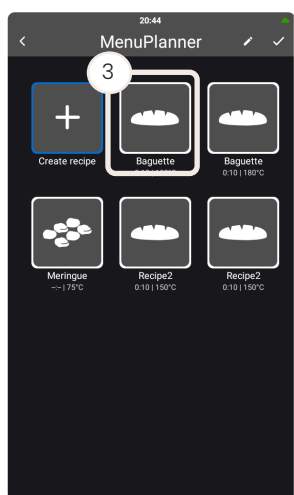 20:44
MenuPlanner
3
Create recipe
Baguette
Baguette
0:10 | 180°C
Meringue
Recipe2
Recipe2
--:-- | 75°C
0:10 | 150°C
0:10 | 150°C